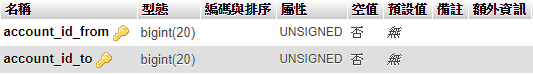 名稱 型態 編碼與排序 屬性 空值 預設值 備註 額外資訊
account_id_from bigint(20) UNSIGNED 否 無
account_id_to bigint(20) UNSIGNED 否 無